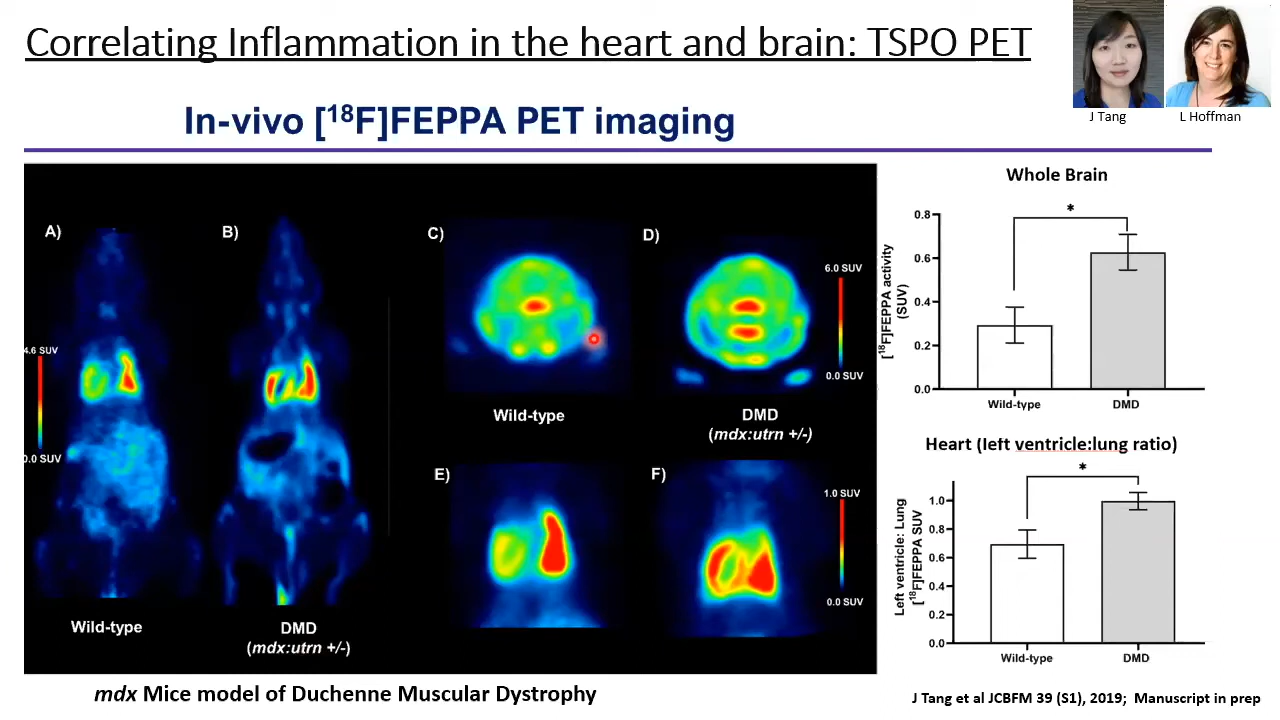 Correlating Inflammation in the heart and brain: TSPO PET
J Tang
L Hoffman
In-vivo [¹⁸F]FEPPA PET imaging
A)
B)
C)
D)
4.6 SUV
0.0 SUV
6.0 SUV
0.0 SUV
Wild-type
DMD
(mdx:utrn +/-)
E)
F)
1.0 SUV
0.0 SUV
Wild-type
DMD
(mdx:utrn +/-)
mdx Mice model of Duchenne Muscular Dystrophy
Whole Brain
*
[¹⁸F]FEPPA activity
(SUV)
0.8
0.6
0.4
0.2
0.0
Wild-type
DMD
Heart (left ventricle:lung ratio)
*
Left ventricle: Lung
[¹⁸F]FEPPA SUV
1.0
0.8
0.6
0.4
0.2
0.0
Wild-type
DMD
J Tang et al JCBFM 39 (S1), 2019; Manuscript in prep